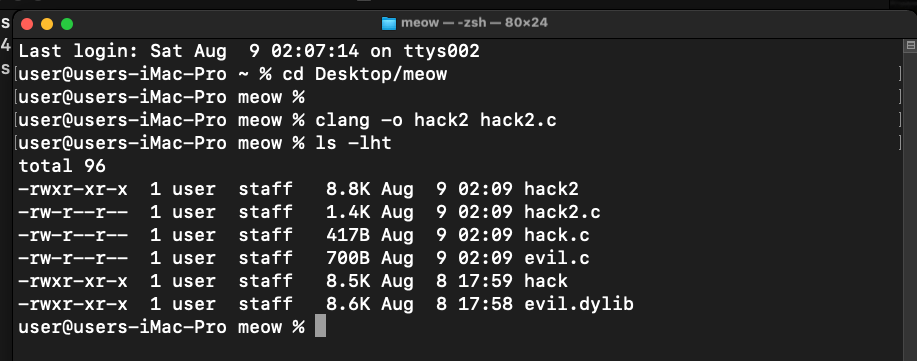 meow — -zsh — 80×24
Last login: Sat Aug  9 02:07:14 on ttys002
[user@users-iMac-Pro ~ % cd Desktop/meow
[user@users-iMac-Pro meow %
[user@users-iMac-Pro meow % clang -o hack2 hack2.c
[user@users-iMac-Pro meow % ls -lht
total 96
-rwxr-xr-x  1 user  staff   8.8K Aug  9 02:09 hack2
-rw-r--r--  1 user  staff   1.4K Aug  9 02:09 hack2.c
-rw-r--r--  1 user  staff   417B Aug  9 02:09 hack.c
-rw-r--r--  1 user  staff   700B Aug  9 02:09 evil.c
-rwxr-xr-x  1 user  staff   8.5K Aug  8 17:59 hack
-rwxr-xr-x  1 user  staff   8.6K Aug  8 17:58 evil.dylib
user@users-iMac-Pro meow %